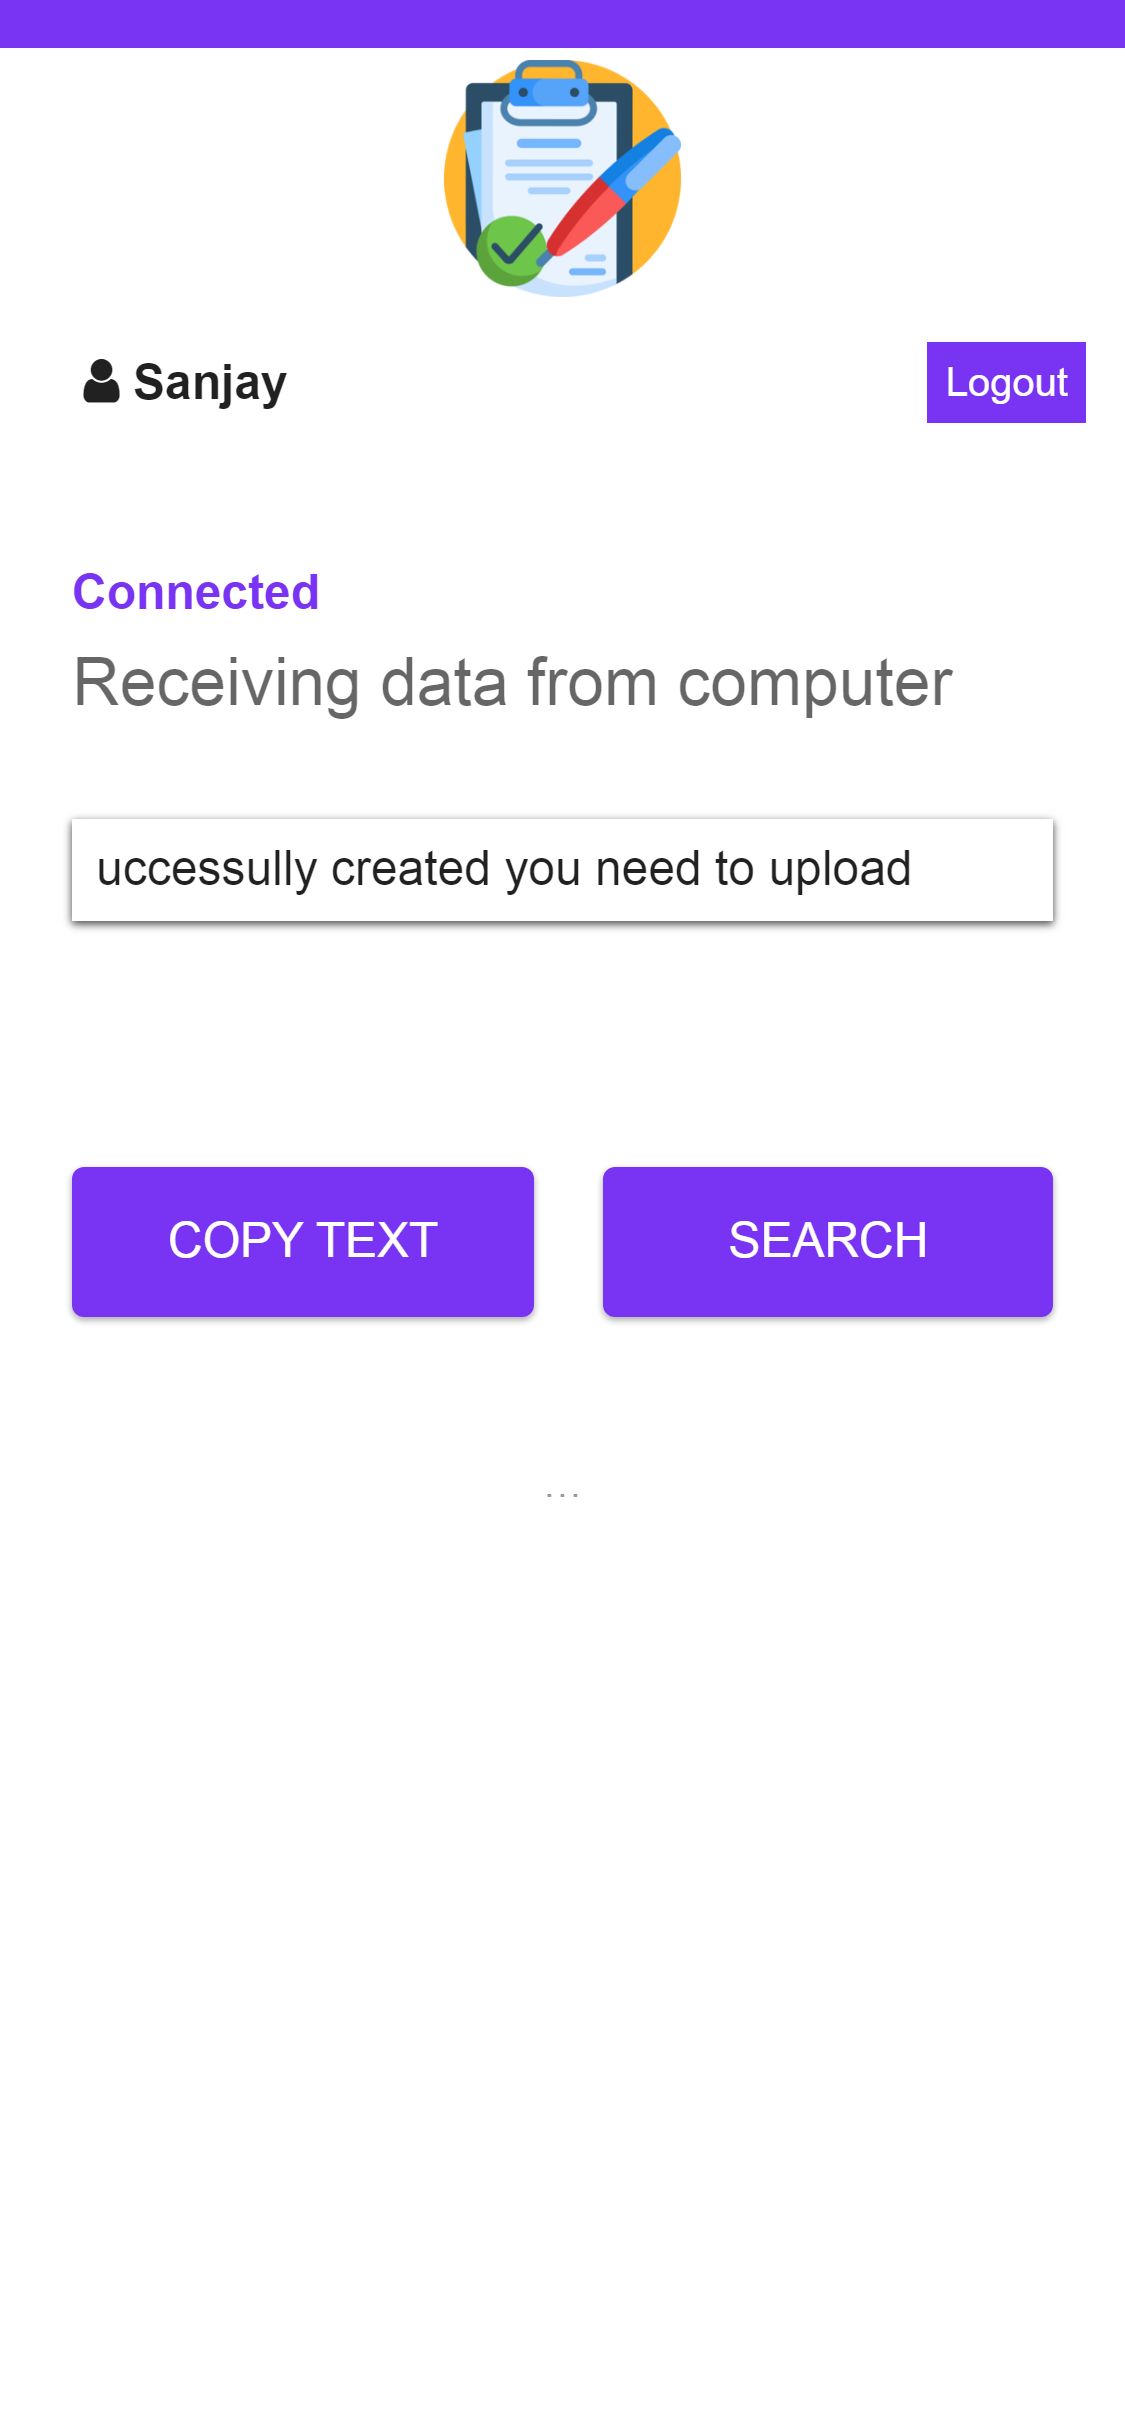 Sanjay
Logout
Connected
Receiving data from computer
uccessully created you need to upload
COPY TEXT
SEARCH
...